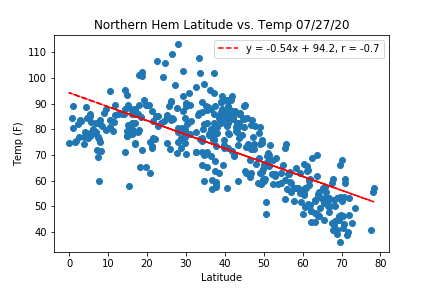 Northern Hem Latitude vs. Temp 07/27/20
y = -0.54x + 94.2, r = -0.7
Temp (F)
110
100
90
80
70
60
50
40
0 10 20 30 40 50 60 70 80
Latitude